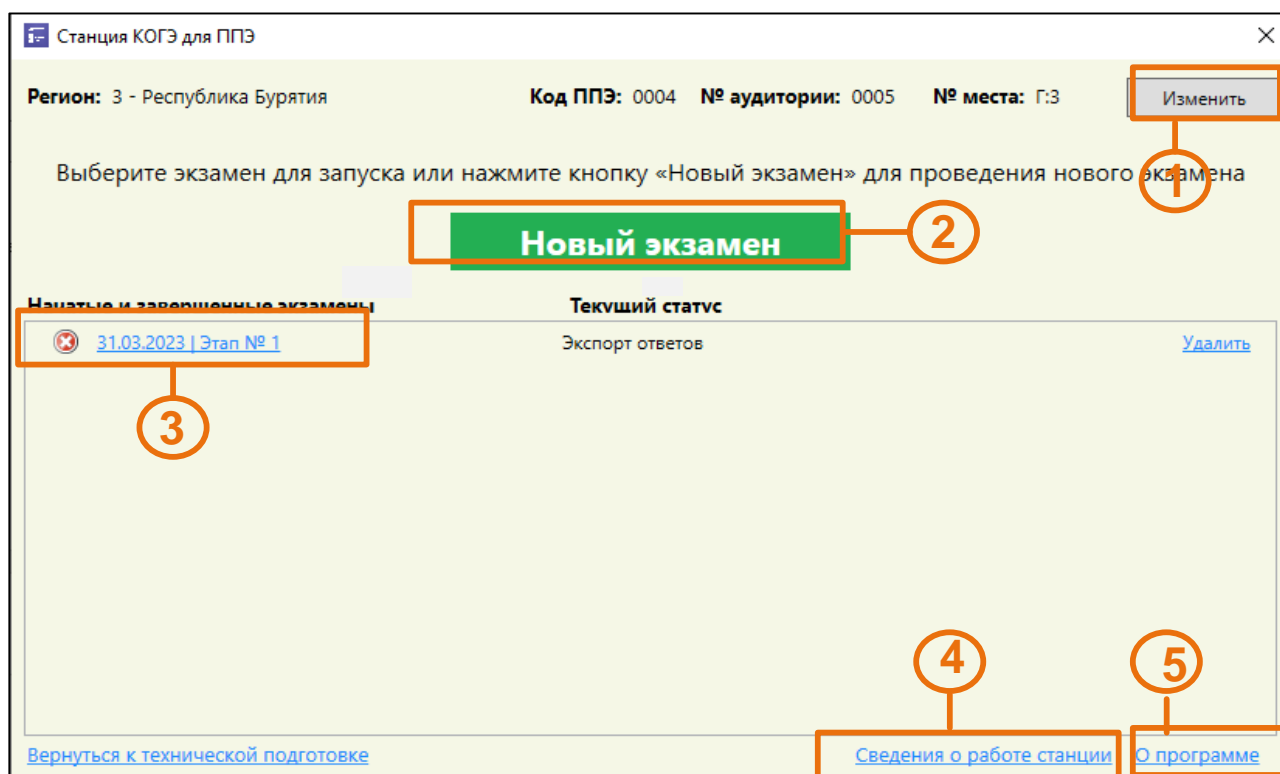 Станция КОГЭ для ППЭ
Регион: 3 - Республика Бурятия Код ППЭ: 0004 № аудитории: 0005 № места: Г:3 Изменить
1
Выберите экзамен для запуска или нажмите кнопку «Новый экзамен» для проведения нового экзамена
Новый экзамен
2
Начатые и завершенные экзамены Текущий статус
31.03.2023 | Этап № 1 Экспорт ответов Удалить
3
4
5
Вернуться к технической подготовке Сведения о работе станции О программе